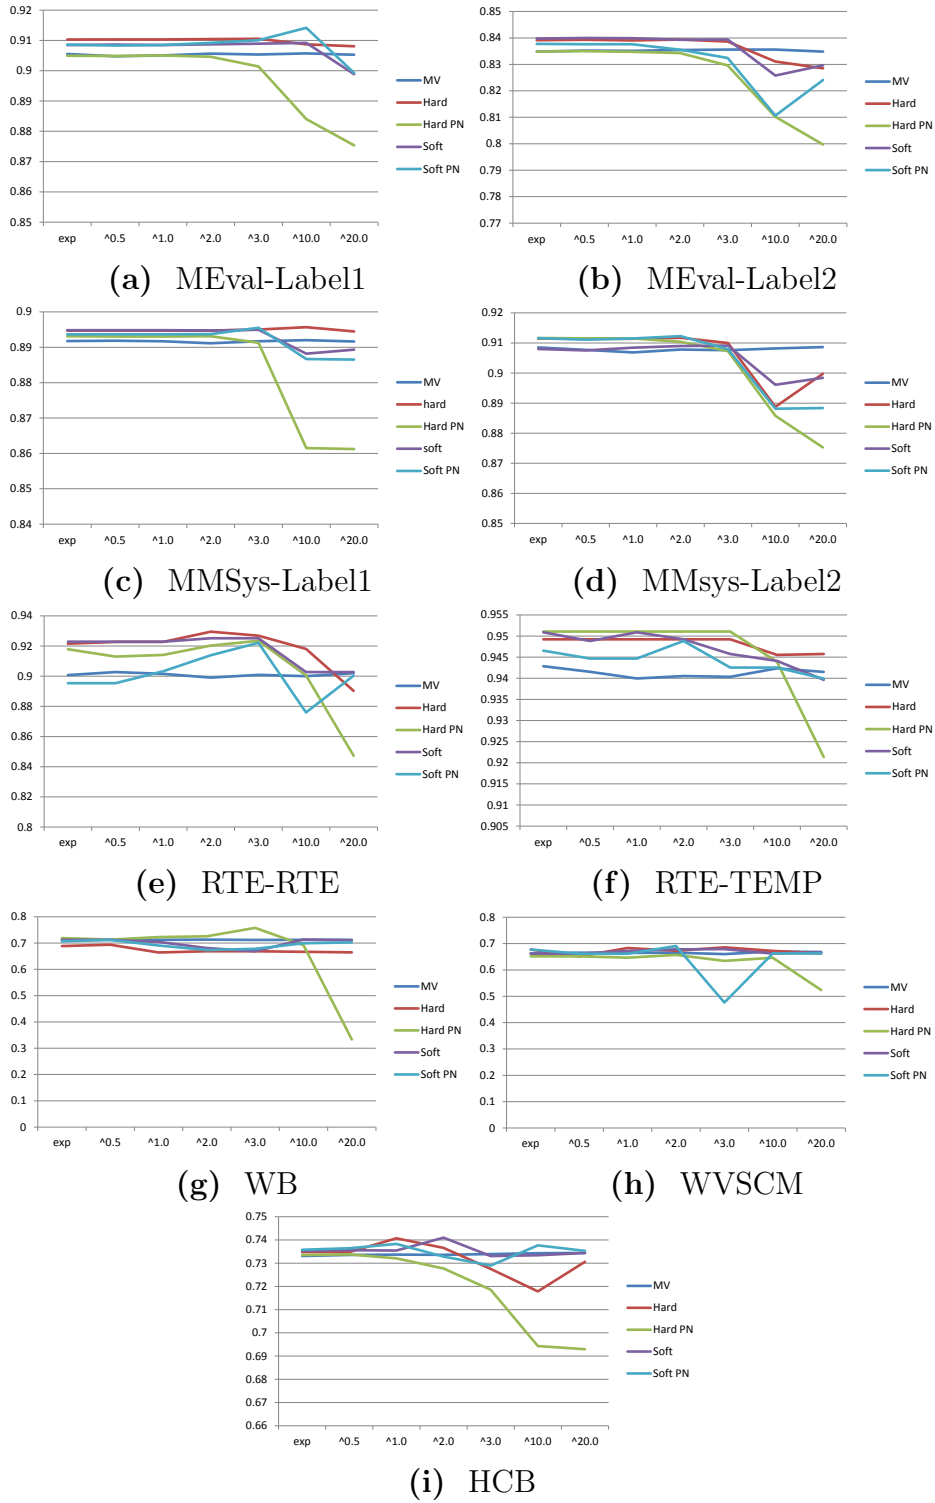 0.92
0.91
0.9
0.89
0.88
0.87
0.86
0.85
exp ^0.5 ^1.0 ^2.0 ^3.0 ^10.0 ^20.0
MV
Hard
Hard PN
Soft
Soft PN
(a) MEval-Label1
0.85
0.84
0.83
0.82
0.81
0.8
0.79
0.78
0.77
exp ^0.5 ^1.0 ^2.0 ^3.0 ^10.0 ^20.0
MV
Hard
Hard PN
Soft
Soft PN
(b) MEval-Label2
0.9
0.89
0.88
0.87
0.86
0.85
0.84
exp ^0.5 ^1.0 ^2.0 ^3.0 ^10.0 ^20.0
MV
hard
Hard PN
soft
Soft PN
(c) MMSys-Label1
0.92
0.91
0.9
0.89
0.88
0.87
0.86
0.85
exp ^0.5 ^1.0 ^2.0 ^3.0 ^10.0 ^20.0
MV
Hard
Hard PN
Soft
Soft PN
(d) MMsys-Label2
0.94
0.92
0.9
0.88
0.86
0.84
0.82
0.8
exp ^0.5 ^1.0 ^2.0 ^3.0 ^10.0 ^20.0
MV
Hard
Hard PN
Soft
Soft PN
(e) RTE-RTE
0.955
0.95
0.945
0.94
0.935
0.93
0.925
0.92
0.915
0.91
0.905
exp ^0.5 ^1.0 ^2.0 ^3.0 ^10.0 ^20.0
MV
Hard
Hard PN
Soft
Soft PN
(f) RTE-TEMP
0.8
0.7
0.6
0.5
0.4
0.3
0.2
0.1
0
exp ^0.5 ^1.0 ^2.0 ^3.0 ^10.0 ^20.0
MV
Hard
Hard PN
Soft
Soft PN
(g) WB
0.8
0.7
0.6
0.5
0.4
0.3
0.2
0.1
0
exp ^0.5 ^1.0 ^2.0 ^3.0 ^10.0 ^20.0
MV
Hard
Hard PN
Soft
Soft PN
(h) WVSCM
0.75
0.74
0.73
0.72
0.71
0.7
0.69
0.68
0.67
0.66
exp ^0.5 ^1.0 ^2.0 ^3.0 ^10.0 ^20.0
MV
Hard
Hard PN
Soft
Soft PN
(i) HCB